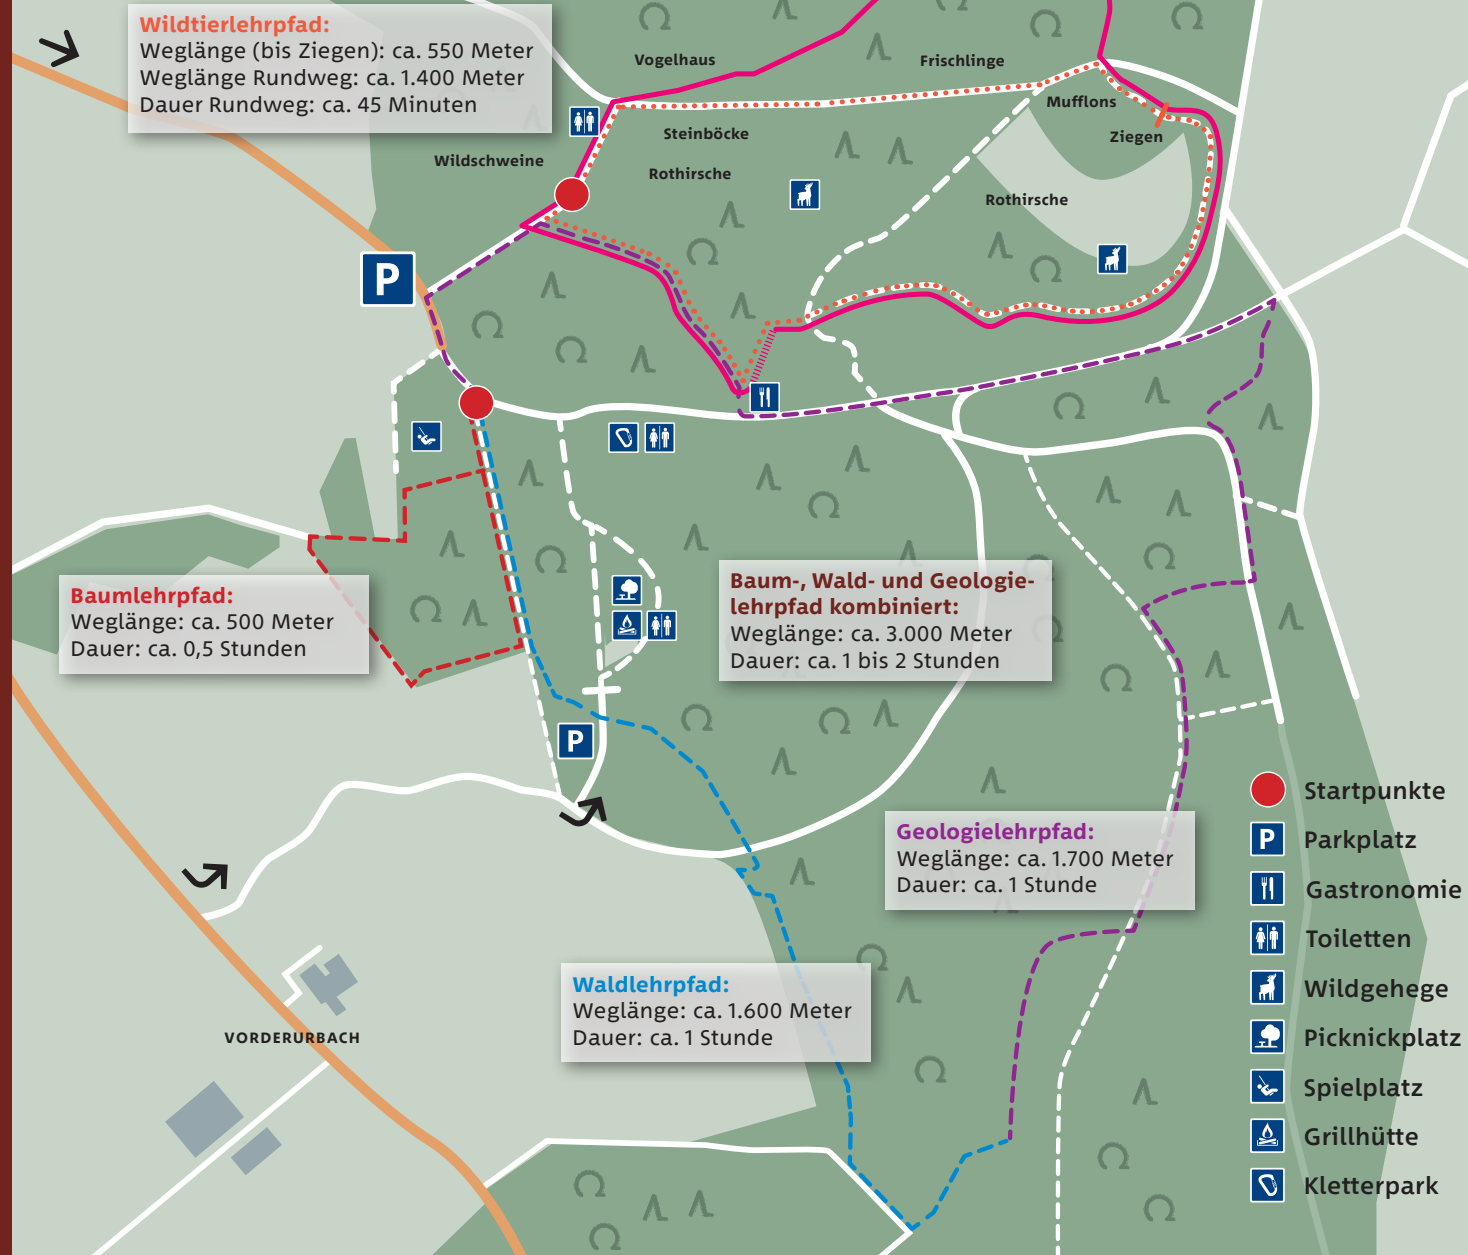 Wildtierlehrpfad:
Weglänge (bis Ziegen): ca. 550 Meter
Weglänge Rundweg: ca. 1.400 Meter
Dauer Rundweg: ca. 45 Minuten
Vogelhaus
Frischlinge
Mufflons
Steinböcke
Ziegen
Wildschweine
Rothirsche
Rothirsche
P
Baum-, Wald- und Geologie-
lehrpfad kombiniert:
Weglänge: ca. 3.000 Meter
Dauer: ca. 1 bis 2 Stunden
Baumlehrpfad:
Weglänge: ca. 500 Meter
Dauer: ca. 0,5 Stunden
P
Geologielehrpfad:
Weglänge: ca. 1.700 Meter
Dauer: ca. 1 Stunde
Waldlehrpfad:
Weglänge: ca. 1.600 Meter
Dauer: ca. 1 Stunde
VORDERURBACH
Startpunkte
P Parkplatz
Gastronomie
Toiletten
Wildgehege
Picknickplatz
Spielplatz
Grillhütte
Kletterpark